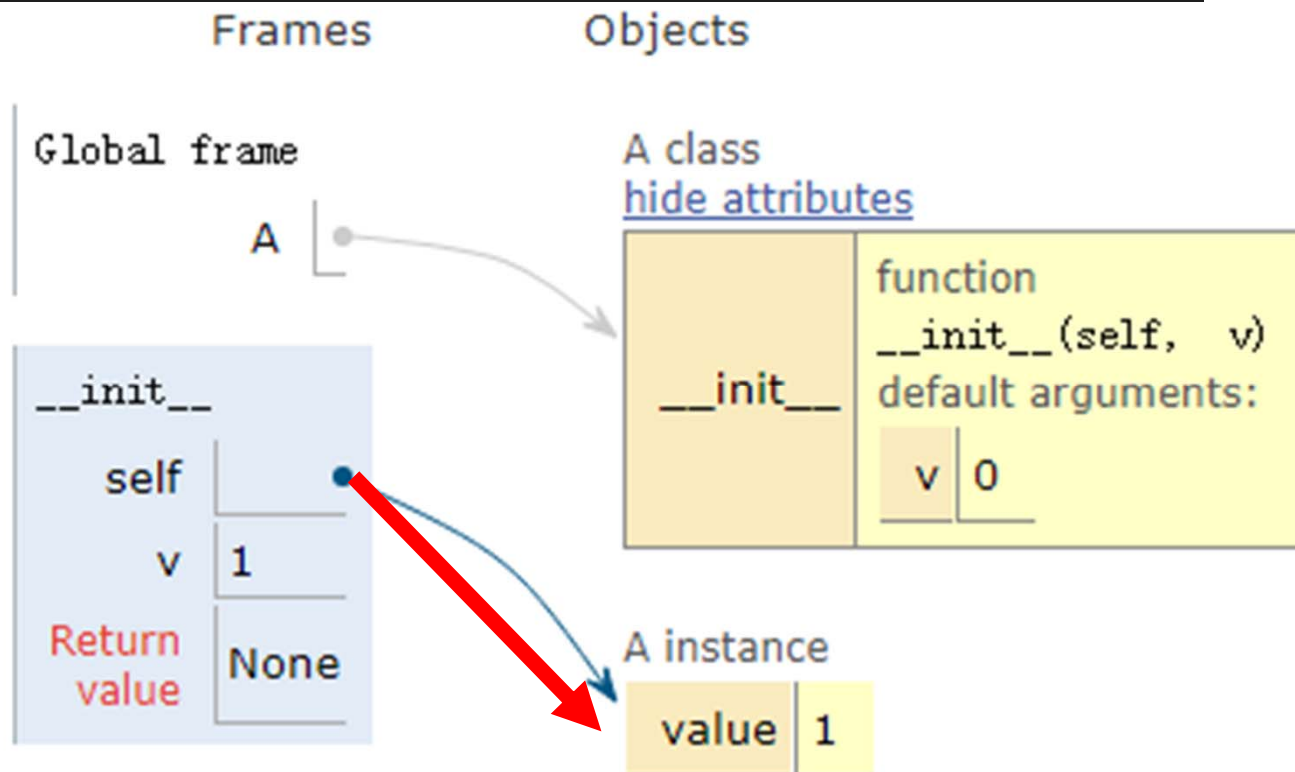 Frames Objects
Global frame
A
A class
hide attributes
__init__
function
__init__(self, v)
default arguments:
v 0
__init__
self
v 1
Return
value
None
A instance
value 1